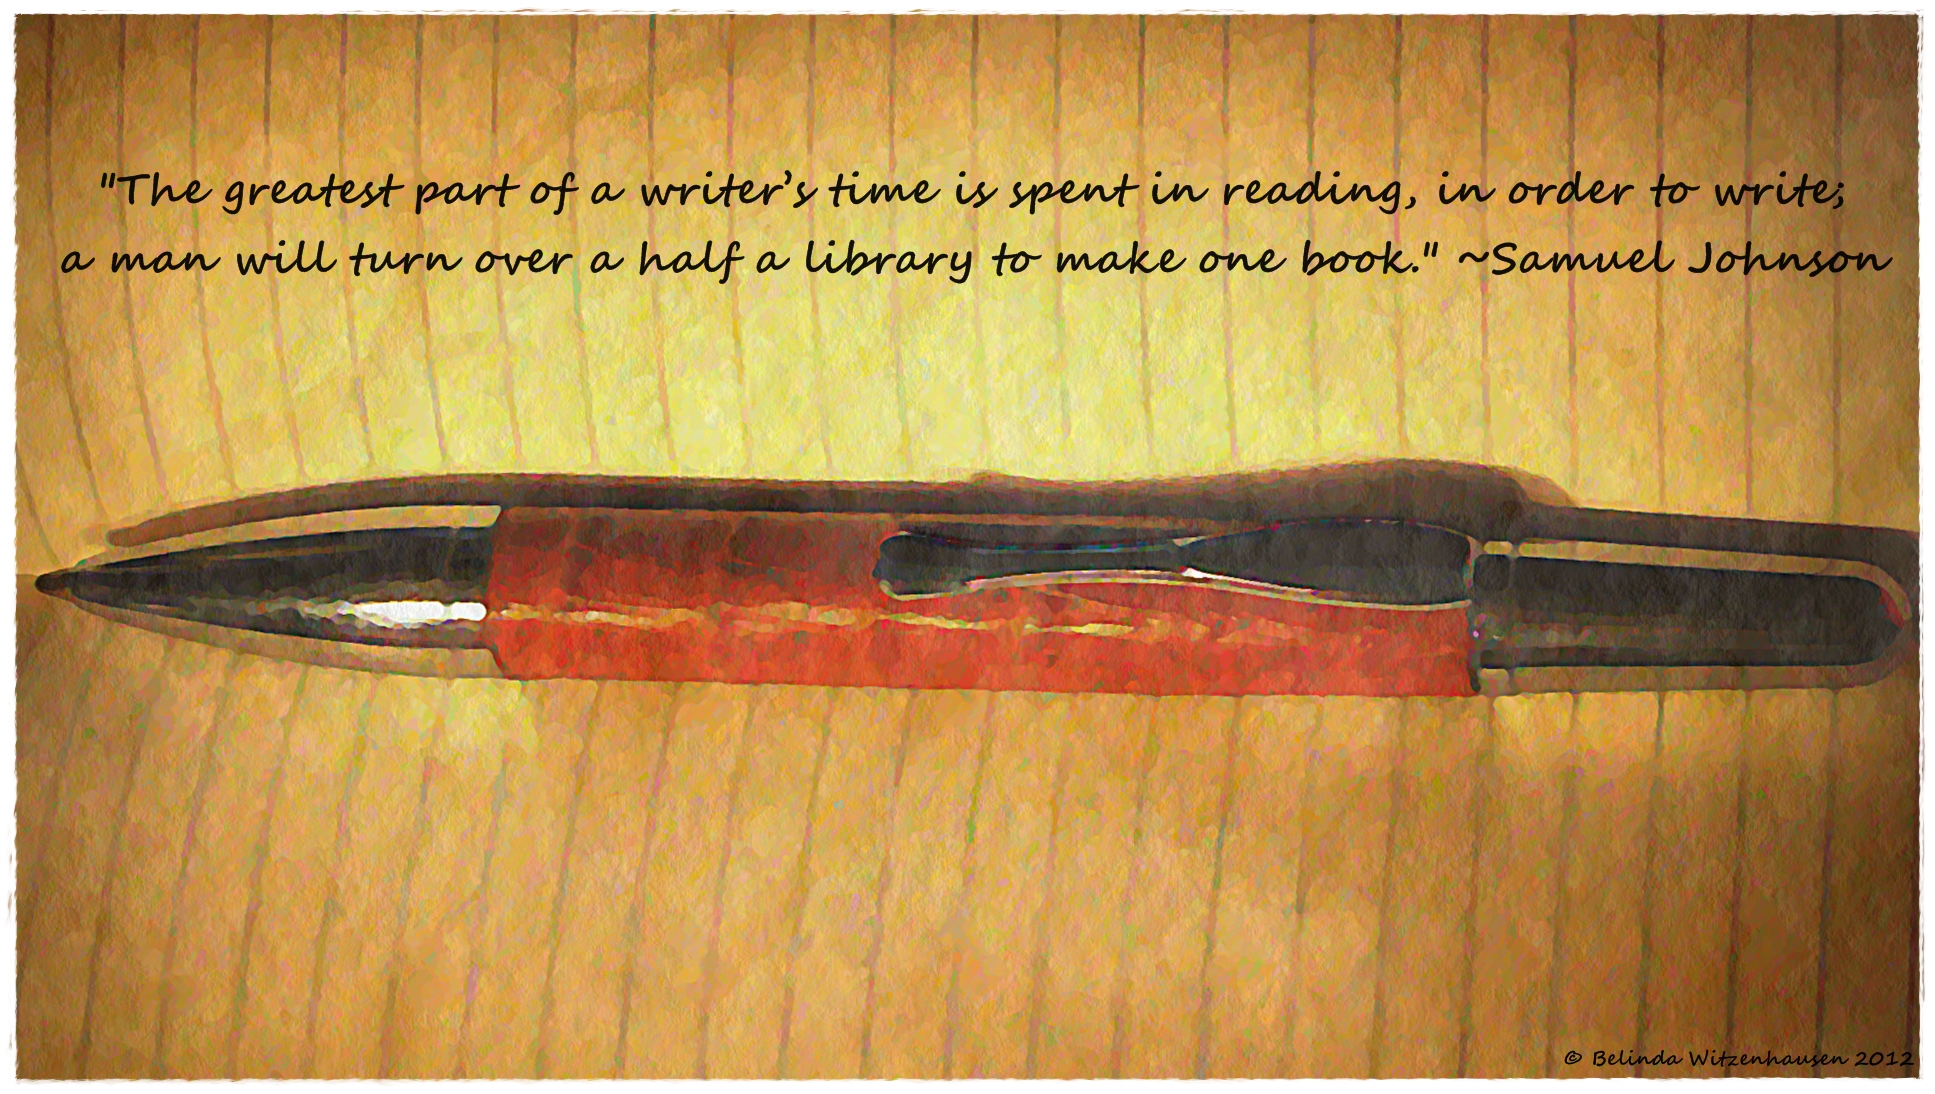 "The greatest part of a writer's time is spent in reading, in order to write;
a man will turn over a half a library to make one book." ~Samuel Johnson
© Belinda Witzenhausen 2012